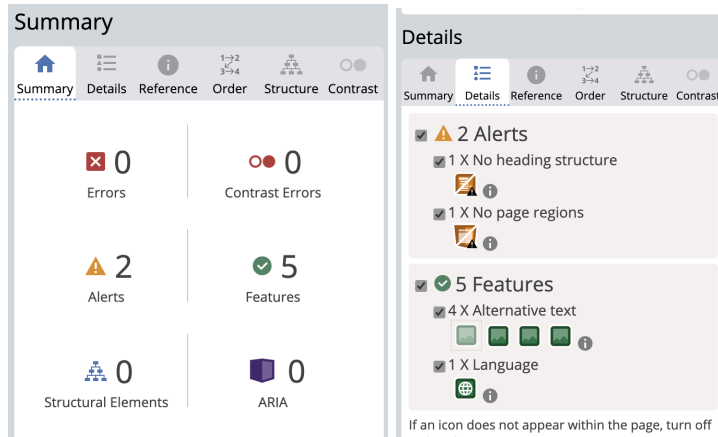 Summary
Summary Details Reference Order Structure Contrast
0 0
Errors Contrast Errors
2 5
Alerts Features
0 0
Structural Elements ARIA
Details
Summary Details Reference Order Structure Contrast
2 Alerts
1 X No heading structure
1 X No page regions
5 Features
4 X Alternative text
1 X Language
If an icon does not appear within the page, turn off